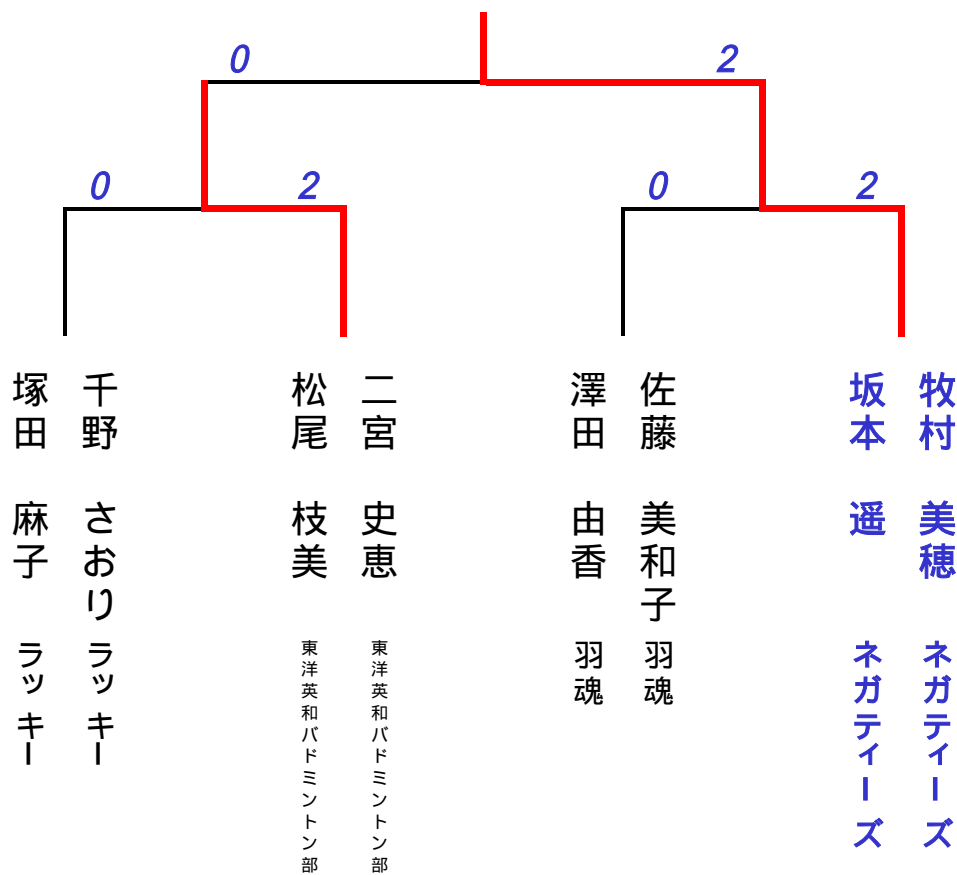 0 2
0 2 0 2
塚田 麻子 ラッキー
千野 さおり ラッキー
松尾 枝美 東洋英和バドミントン部
二宮 史恵 東洋英和バドミントン部
澤田 由香 羽魂
佐藤 美和子 羽魂
坂本 遥 ネガティーズ
牧村 美穂 ネガティーズ